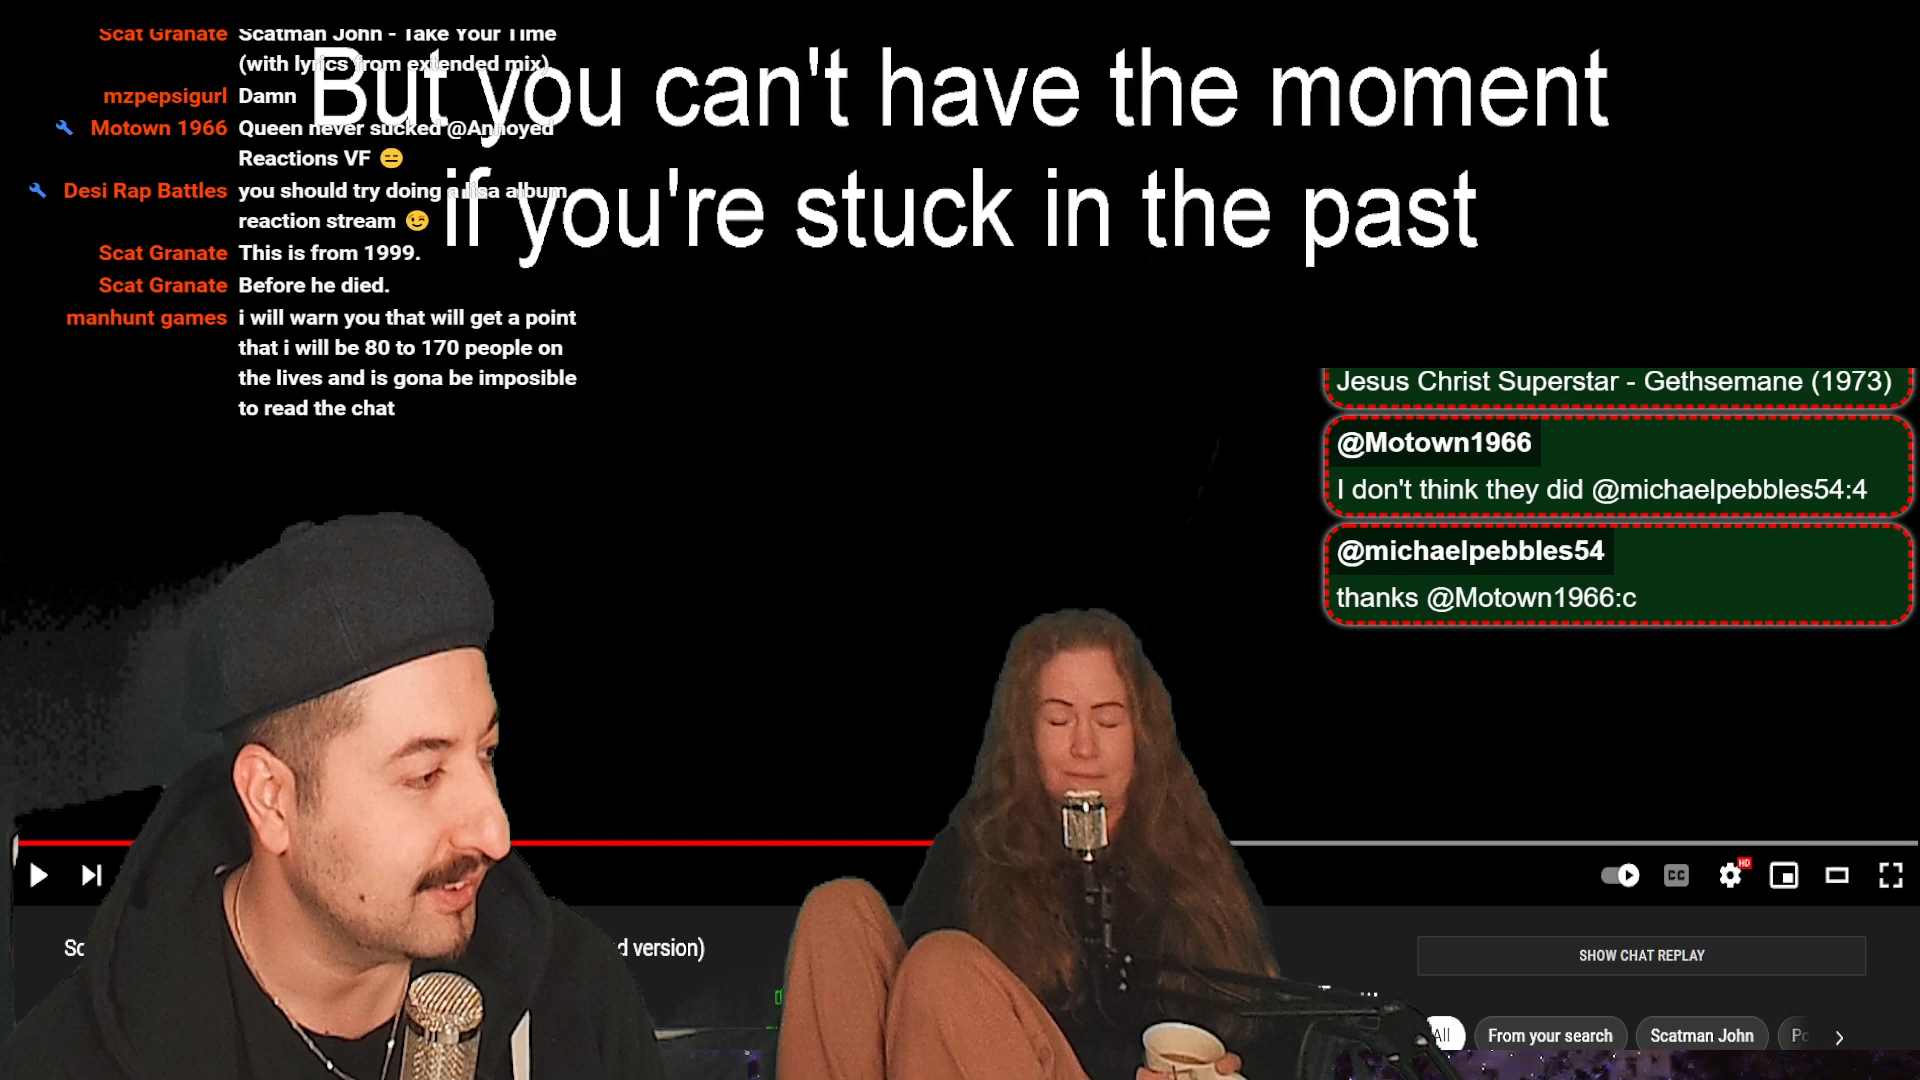 Scat Granate Scatman John - Take Your Time
(with lyrics from extended mix)
mzpepsigurl Damn
Motown 1966 Queen never sucked @Annoyed
Reactions VF
Desi Rap Battles you should try doing a lisa album
reaction stream
Scat Granate This is from 1999.
Scat Granate Before he died.
manhunt games i will warn you that will get a point
that i will be 80 to 170 people on
the lives and is gona be imposible
to read the chat
But you can't have the moment
if you're stuck in the past
Jesus Christ Superstar - Gethsemane (1973)
@Motown1966
I don't think they did @michaelpebbles54:4
@michaelpebbles54
thanks @Motown1966:c
CC
HD
version)
SHOW CHAT REPLAY
All
From your search
Scatman John